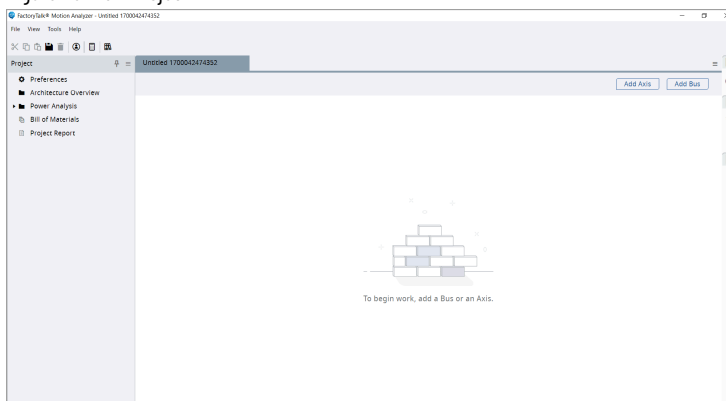 FactoryTalk® Motion Analyzer - Untitled 1700042474352
File View Tools Help
Project
Untitled 1700042474352
Preferences
Architecture Overview
Power Analysis
Bill of Materials
Project Report
Add Axis
Add Bus
To begin work, add a Bus or an Axis.